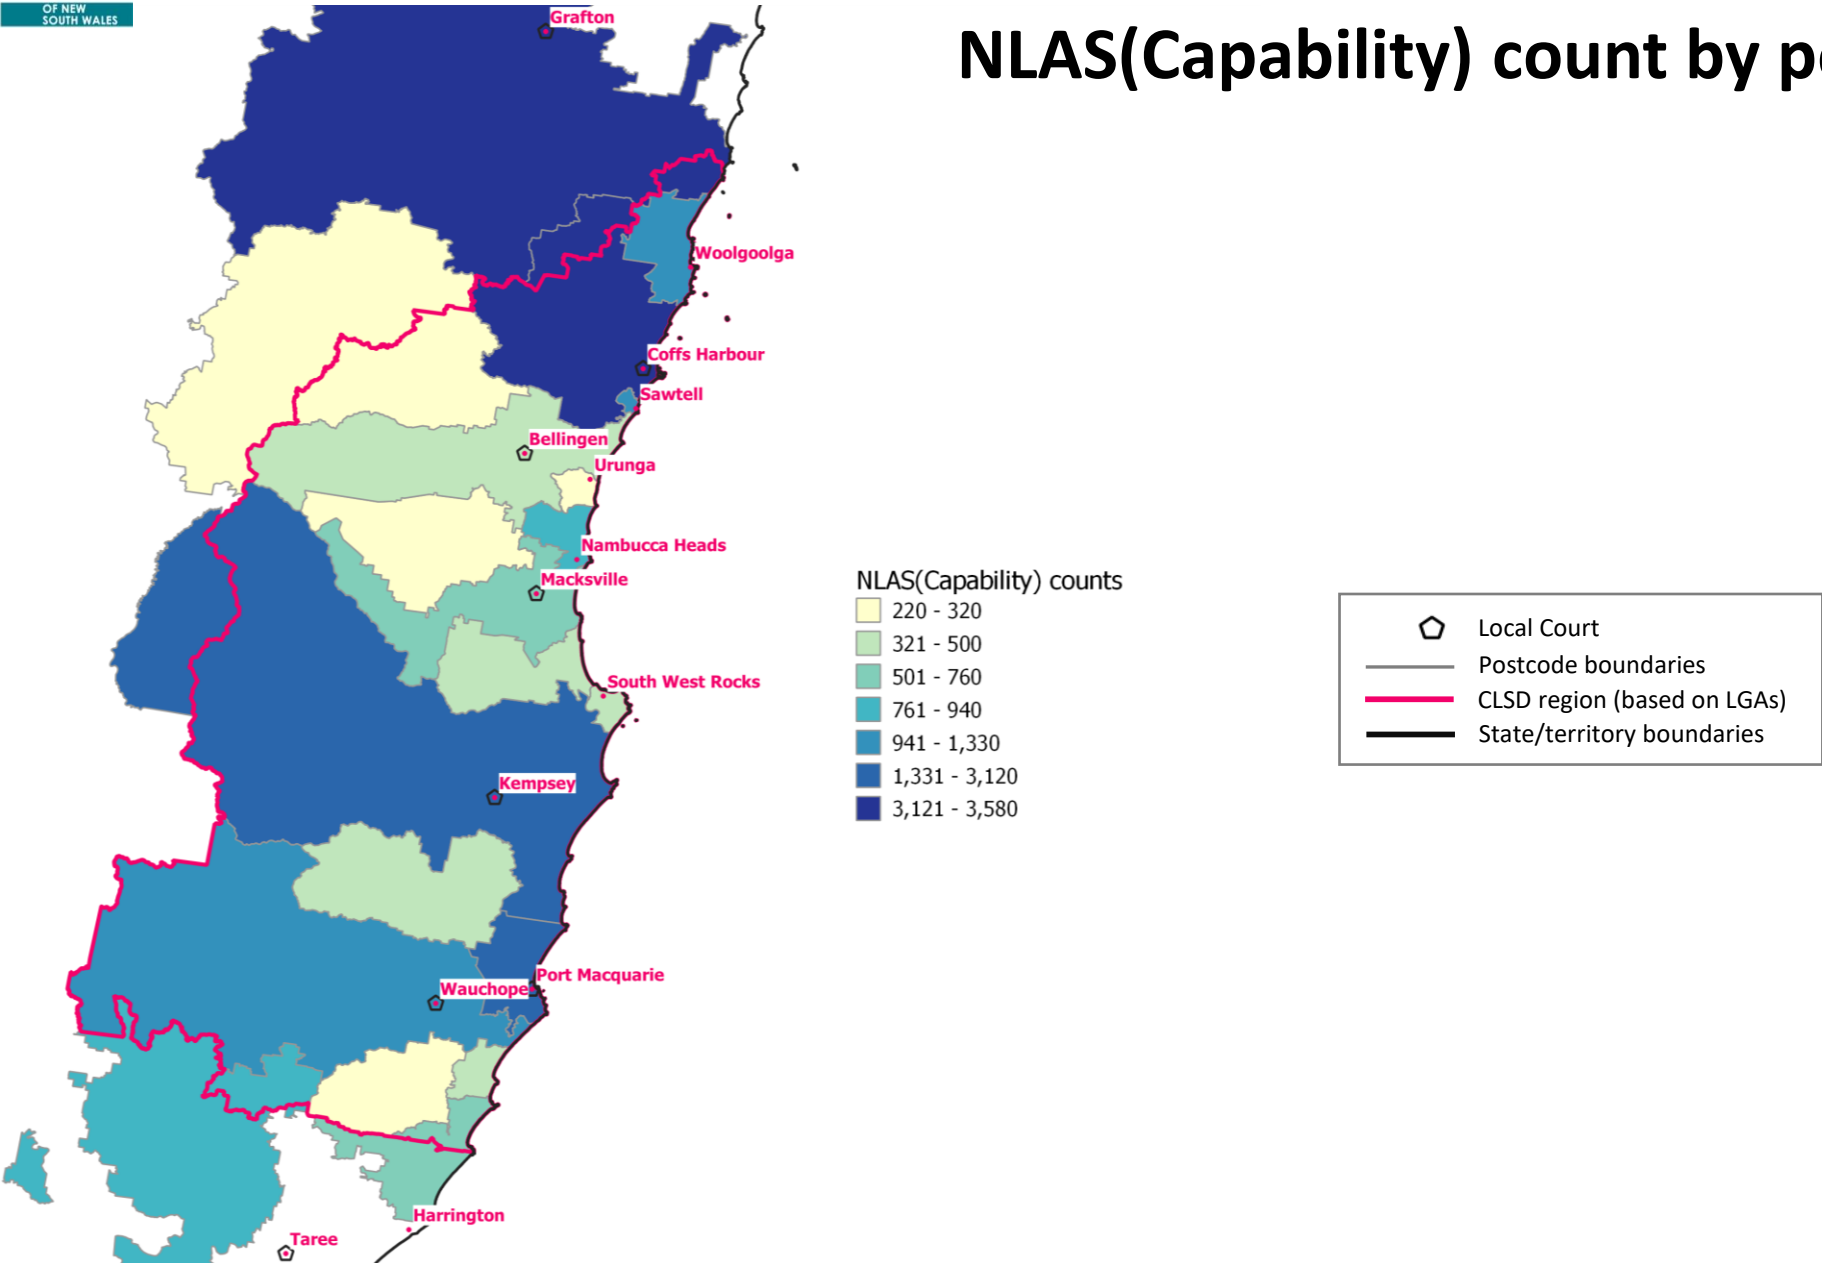 OF NEW
SOUTH WALES
NLAS(Capability) count by p
Grafton
Woolgoolga
Coffs Harbour
Sawtell
Bellingen
Urunga
Nambucca Heads
Macksville
South West Rocks
Kempsey
Port Macquarie
Wauchope
Harrington
Taree
NLAS(Capability) counts
220 - 320
321 - 500
501 - 760
761 - 940
941 - 1,330
1,331 - 3,120
3,121 - 3,580
Local Court
Postcode boundaries
CLSD region (based on LGAs)
State/territory boundaries